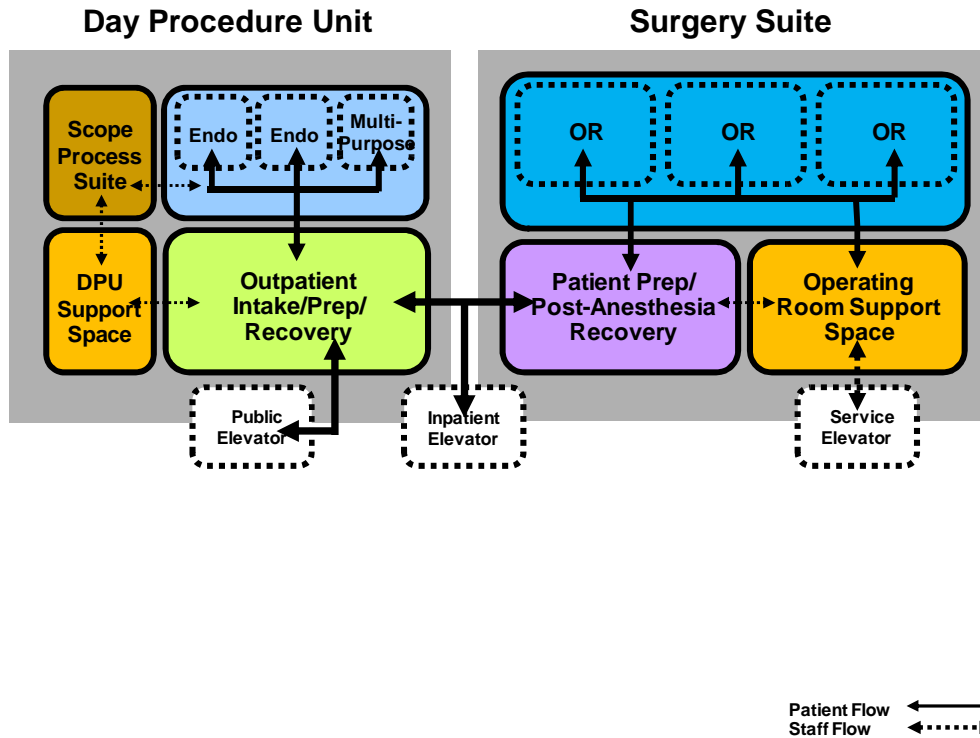 Day Procedure Unit
Surgery Suite
Scope
Process
Suite
Endo
Endo
Multi-
Purpose
OR
OR
OR
DPU
Support
Space
Outpatient
Intake/Prep/
Recovery
Patient Prep/
Post-Anesthesia
Recovery
Operating
Room Support
Space
Public
Elevator
Inpatient
Elevator
Service
Elevator
Patient Flow
Staff Flow